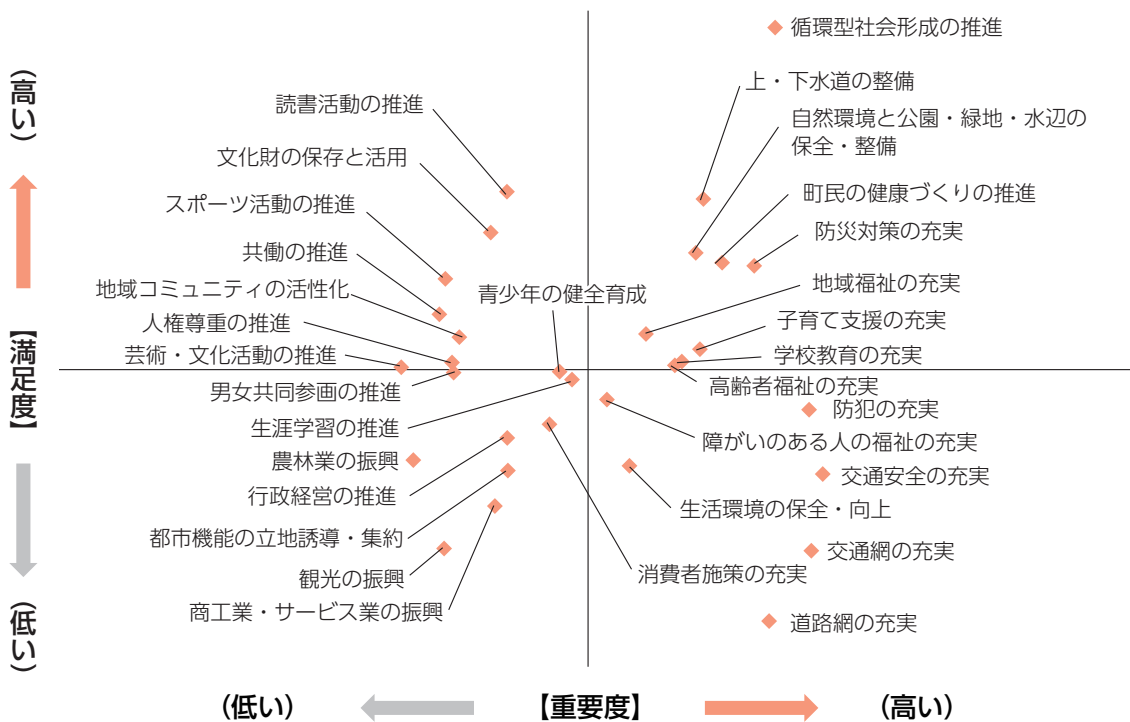 循環型社会形成の推進
上・下水道の整備
読書活動の推進
自然環境と公園・緑地・水辺の
保全・整備
文化財の保存と活用
町民の健康づくりの推進
スポーツ活動の推進
防災対策の充実
共働の推進
地域福祉の充実
地域コミュニティの活性化
青少年の健全育成
人権尊重の推進
子育て支援の充実
芸術・文化活動の推進
学校教育の充実
男女共同参画の推進
高齢者福祉の充実
防犯の充実
生涯学習の推進
障がいのある人の福祉の充実
農林業の振興
交通安全の充実
行政経営の推進
生活環境の保全・向上
都市機能の立地誘導・集約
交通網の充実
観光の振興
消費者施策の充実
商工業・サービス業の振興
道路網の充実
(高い)
【満足度】
(低い)
(低い)
【重要度】
(高い)